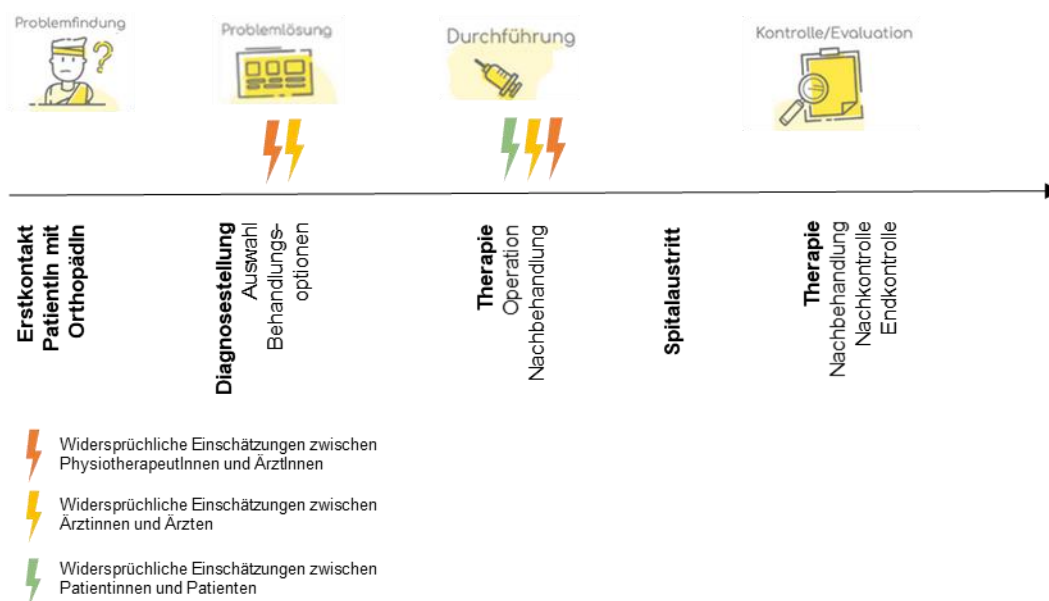 Problemfindung
Problemlösung
Durchführung
Kontrolle/Evaluation
Erstkontakt
PatientIn mit
OrthopädIn
Diagnosestellung
Auswahl
Behandlungs-
optionen
Therapie
Operation
Nachbehandlung
Spitalaustritt
Therapie
Nachbehandlung
Nachkontrolle
Endkontrolle
Widersprüchliche Einschätzungen zwischen
PhysiotherapeutInnen und ÄrztInnen
Widersprüchliche Einschätzungen zwischen
Ärztinnen und Ärzten
Widersprüchliche Einschätzungen zwischen
Patientinnen und Patienten